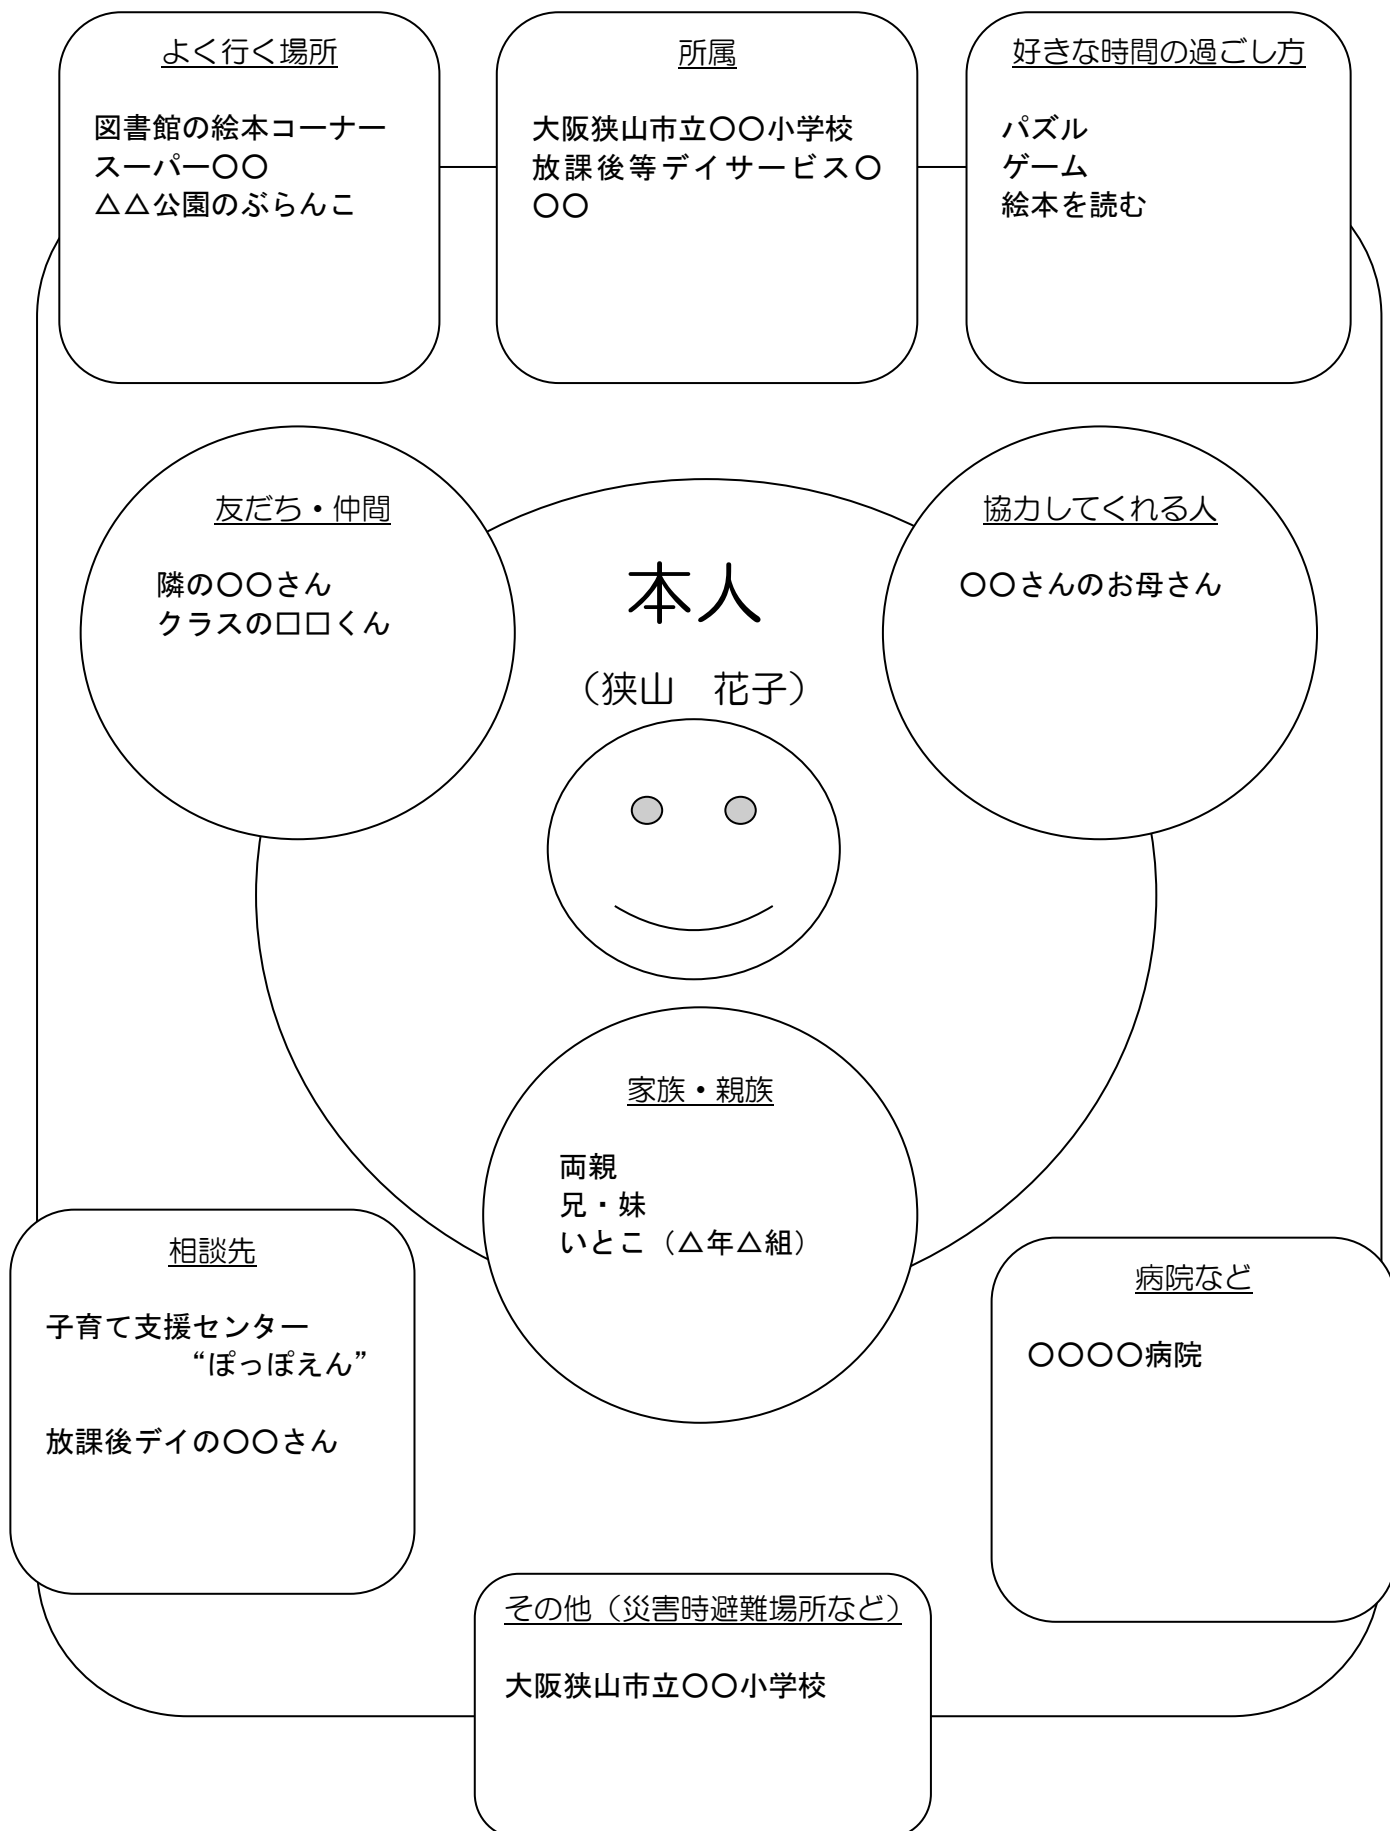 よく行く場所
図書館の絵本コーナー
スーパー〇〇
△△公園のぶらんこ
所属
大阪狭山市立〇〇小学校
放課後等デイサービス〇
〇〇
好きな時間の過ごし方
パズル
ゲーム
絵本を読む
友だち・仲間
隣の〇〇さん
クラスの□□くん
本人
（狭山　花子）
協力してくれる人
〇〇さんのお母さん
家族・親族
両親
兄・妹
いとこ（△年△組）
相談先
子育て支援センター
“ぽっぽえん”
放課後デイの〇〇さん
病院など
〇〇〇〇病院
その他（災害時避難場所など）
大阪狭山市立〇〇小学校